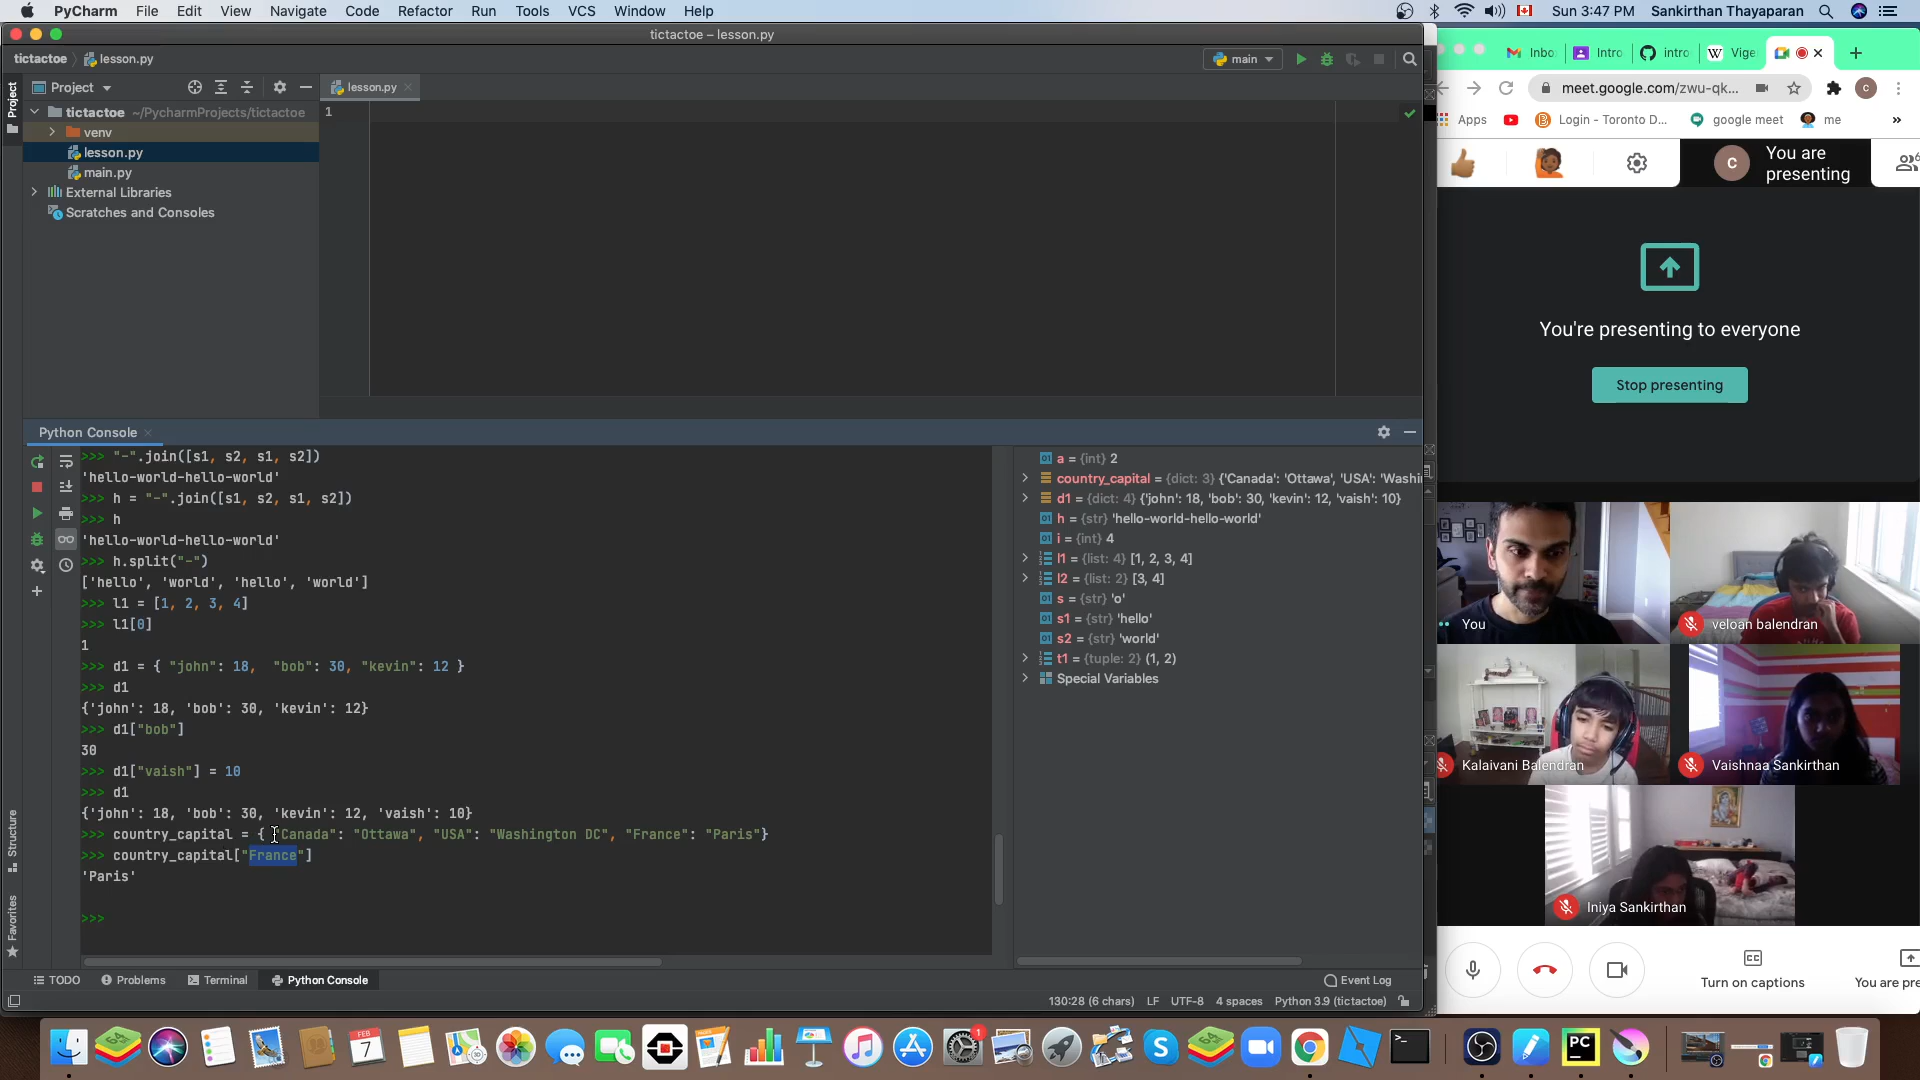 PyCharm File Edit View Navigate Code Refactor Run Tools VCS Window Help
Sun 3:47 PM Sankirthan Thayaparan
tictactoe – lesson.py
tictactoe lesson.py
main
Project
lesson.py
Project
tictactoe ~/PycharmProjects/tictactoe
venv
lesson.py
main.py
External Libraries
Scratches and Consoles
1
Python Console
>>> "-".join([s1, s2, s1, s2])
'hello-world-hello-world'
>>> h = "-".join([s1, s2, s1, s2])
>>> h
'hello-world-hello-world'
>>> h.split("-")
['hello', 'world', 'hello', 'world']
>>> l1 = [1, 2, 3, 4]
>>> l1[0]
1
>>> d1 = { "john": 18,  "bob": 30, "kevin": 12 }
>>> d1
{'john': 18, 'bob': 30, 'kevin': 12}
>>> d1["bob"]
30
>>> d1["vaish"] = 10
>>> d1
{'john': 18, 'bob': 30, 'kevin': 12, 'vaish': 10}
>>> country_capital = { "Canada": "Ottawa", "USA": "Washington DC", "France": "Paris"}
>>> country_capital["France"]
'Paris'
>>>
a = {int} 2
country_capital = {dict: 3} {'Canada': 'Ottawa', 'USA': 'Washi
d1 = {dict: 4} {'john': 18, 'bob': 30, 'kevin': 12, 'vaish': 10}
h = {str} 'hello-world-hello-world'
i = {int} 4
l1 = {list: 4} [1, 2, 3, 4]
l2 = {list: 2} [3, 4]
s = {str} 'o'
s1 = {str} 'hello'
s2 = {str} 'world'
t1 = {tuple: 2} (1, 2)
Special Variables
Structure
Favorites
TODO Problems Terminal Python Console
Event Log
130:28 (6 chars) LF UTF-8 4 spaces Python 3.9 (tictactoe)
Inbo Intro intro Vige
meet.google.com/zwu-qk...
C
Apps Login - Toronto D... google meet me »
C
You are
presenting
You're presenting to everyone
Stop presenting
You
veloan balendran
Kalaivani Balendran
Vaishnaa Sankirthan
Iniya Sankirthan
Turn on captions
You are pre
FEB
7
1
PC